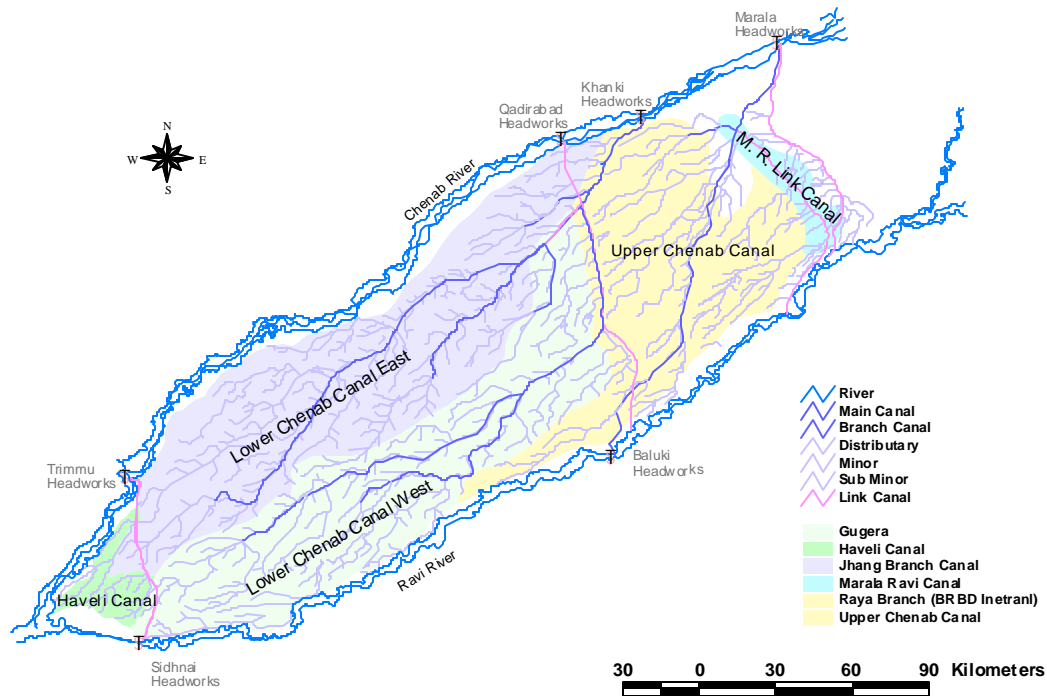 Marala
Headworks
Khanki
Headworks
Qadirabad
Headworks
N
W
E
S
Chenab River
M. R. Link Canal
Upper Chenab Canal
Lower Chenab Canal East
Lower Chenab Canal West
Trimmu
Headworks
Baluki
Headworks
Ravi River
Haveli Canal
Sidhnai
Headworks
River
Main Canal
Branch Canal
Distributary
Minor
Sub Minor
Link Canal
Gugera
Haveli Canal
Jhang Branch Canal
Marala Ravi Canal
Raya Branch (BRBD Inetranl)
Upper Chenab Canal
30 0 30 60 90 Kilometers